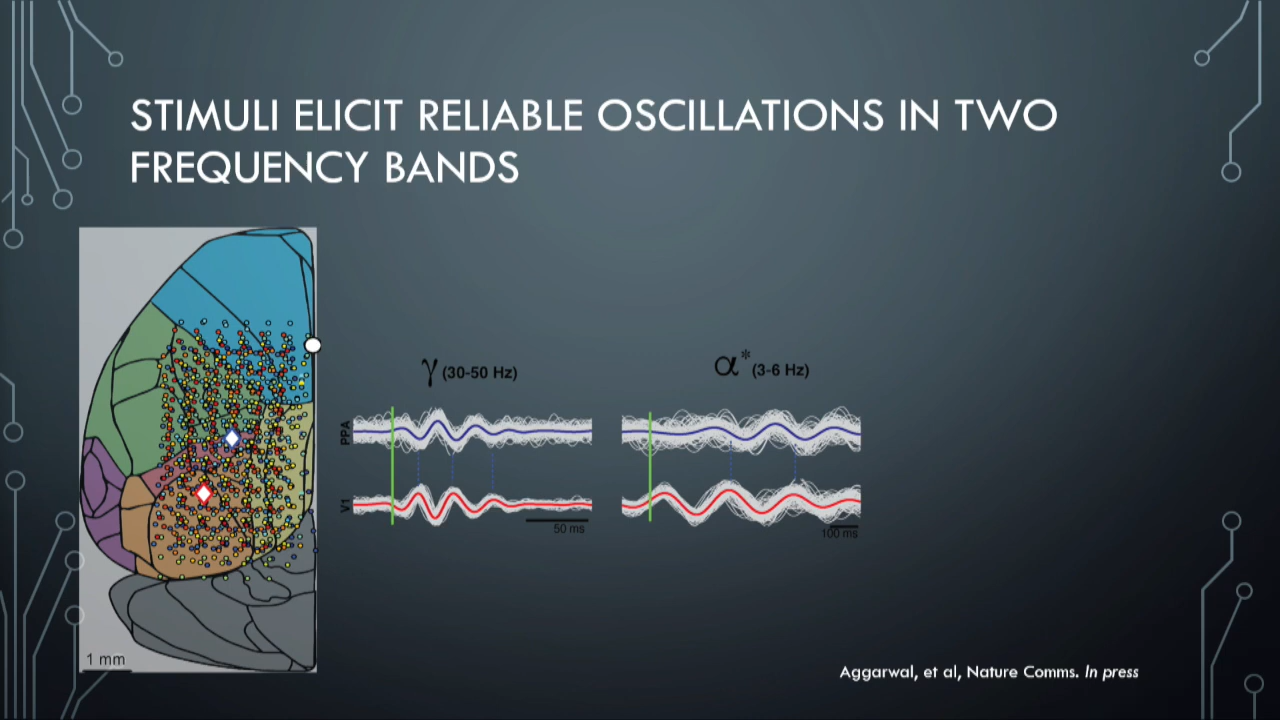 STIMULI ELICIT RELIABLE OSCILLATIONS IN TWO
FREQUENCY BANDS
γ (30-50 Hz)
α* (3-6 Hz)
PPA
V1
50 ms
100 ms
1 mm
Aggarwal, et al, Nature Comms. In press